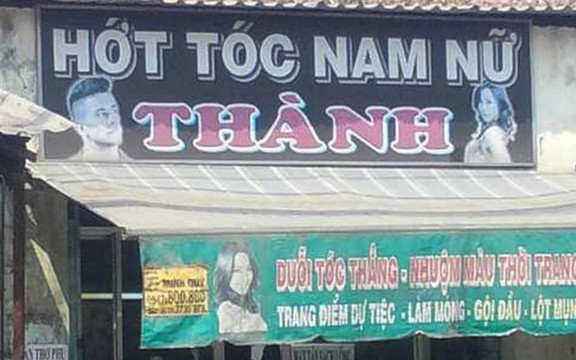 HỚT TÓC NAM NỮ
THÀNH
DUỖI TÓC THẲNG - NHUỘM MÀU THỜI TRANG
TRANG ĐIỂM DỰ TIỆC - LÀM MÓNG - GỘI ĐẦU - LỘT MỤN